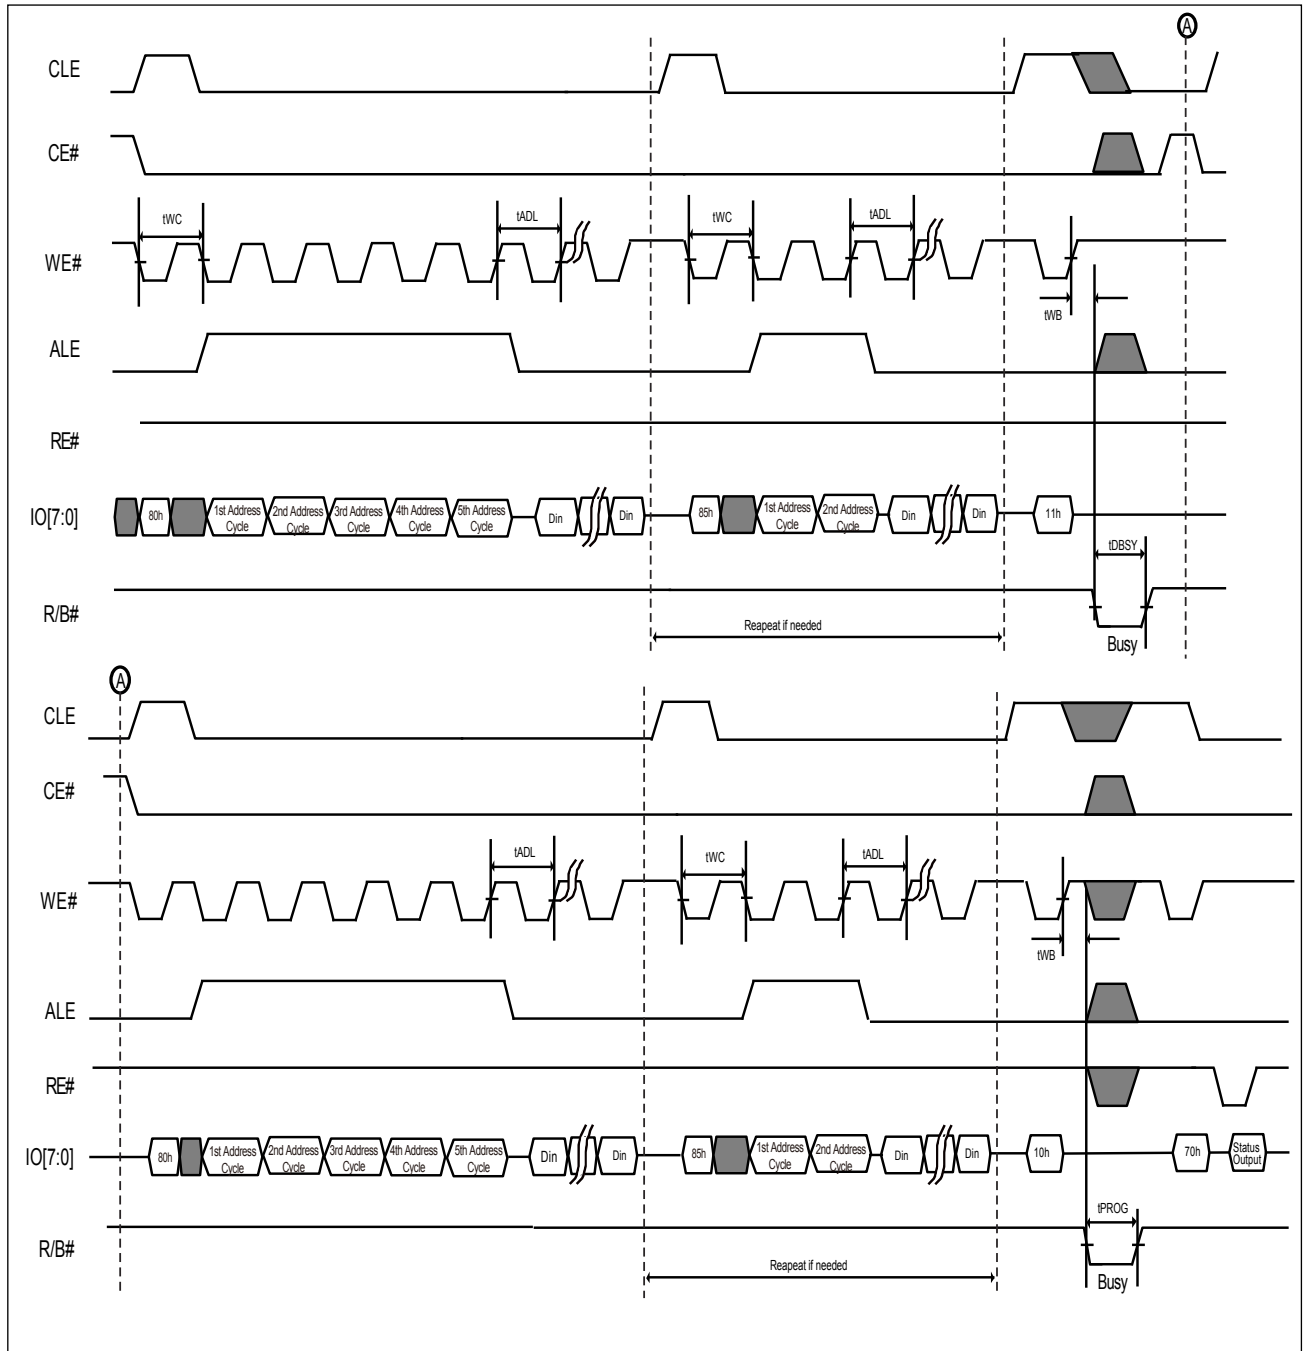 A
CLE
CE#
tWC
tADL
tWC
tADL
WE#
tWB
ALE
RE#
IO[7:0]
80h
1st Address
Cycle
2nd Address
Cycle
3rd Address
Cycle
4th Address
Cycle
5th Address
Cycle
Din
Din
85h
1st Address
Cycle
2nd Address
Cycle
Din
Din
11h
tDBSY
R/B#
Reapeat if needed
Busy
A
CLE
CE#
tADL
tWC
tADL
WE#
tWB
ALE
RE#
IO[7:0]
80h
1st Address
Cycle
2nd Address
Cycle
3rd Address
Cycle
4th Address
Cycle
5th Address
Cycle
Din
Din
85h
1st Address
Cycle
2nd Address
Cycle
Din
Din
10h
70h
Status
Output
tPROG
R/B#
Reapeat if needed
Busy